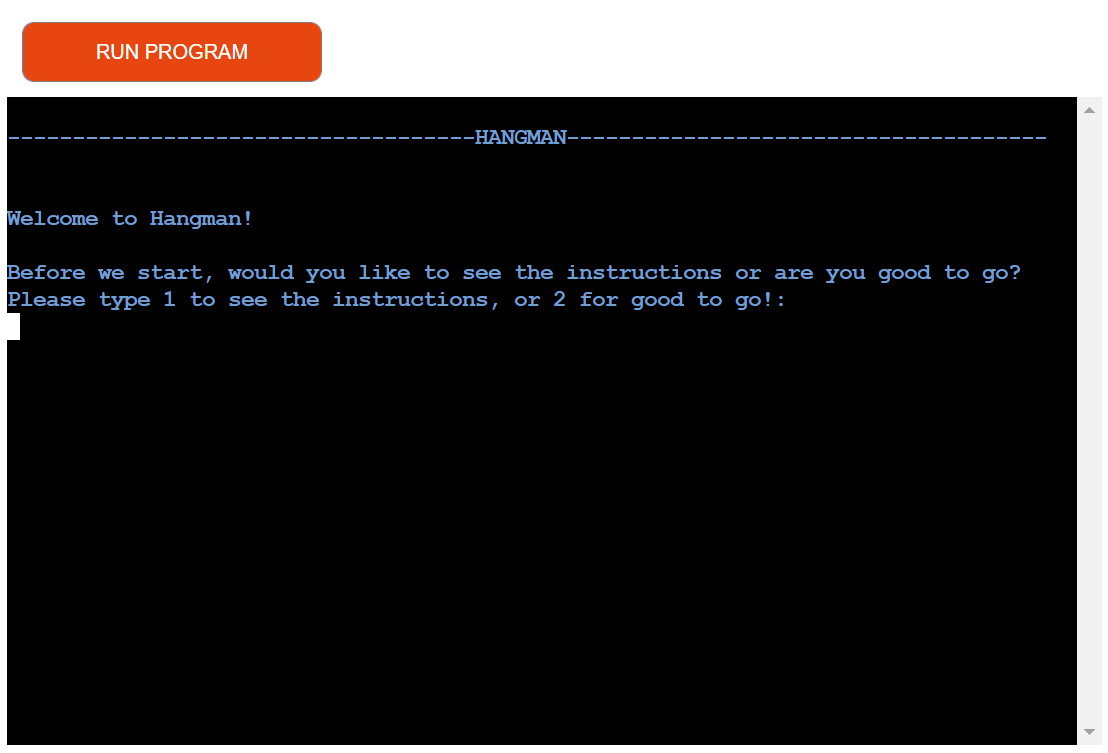 RUN PROGRAM
------------------------------------HANGMAN-------------------------------------
Welcome to Hangman!
Before we start, would you like to see the instructions or are you good to go?
Please type 1 to see the instructions, or 2 for good to go!: